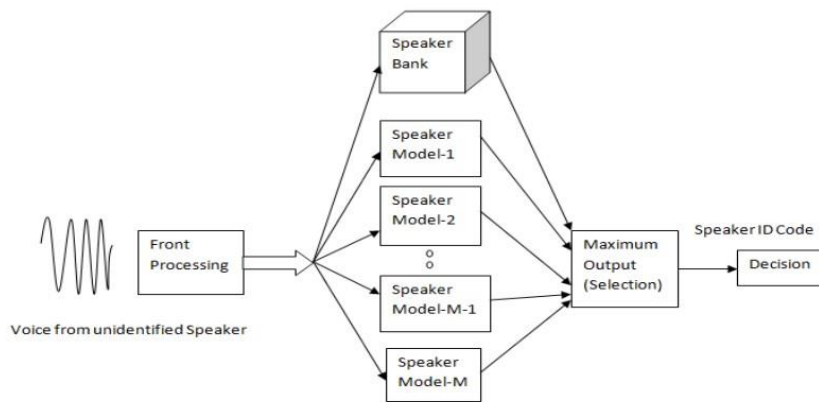 Speaker
Bank
Speaker
Model-1
Speaker
Model-2
Speaker
Model-M-1
Speaker
Model-M
Front
Processing
Voice from unidentified Speaker
Maximum
Output
(Selection)
Speaker ID Code
Decision